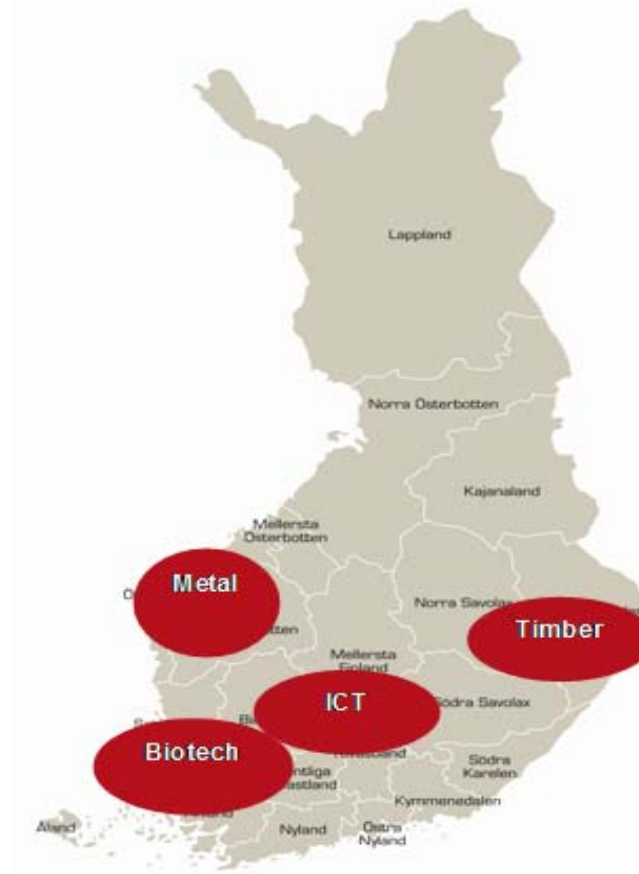 Lappland
Norra Österbotten
Kajanaland
Mellersta
Österbotten
Metal
Norra Savolax
Timber
Mellersta
ICT
Södra Savolax
Biotech
Södra
Karelen
Kymmenedalen
Åland
Nyland
Östra
Nyland